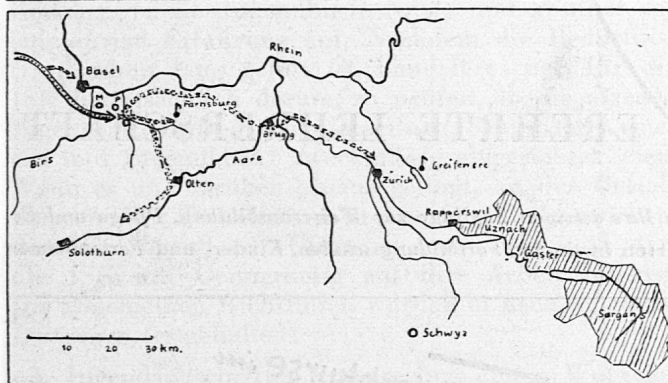 Rhein
Basel
M
P
Farnsburg
Brugg
Greifensee
Birs
Aare
Zürich
Olten
Rapperswil
Uznach
Gaster
Solothurn
Sargans
Schwyz
10 20 30 km.